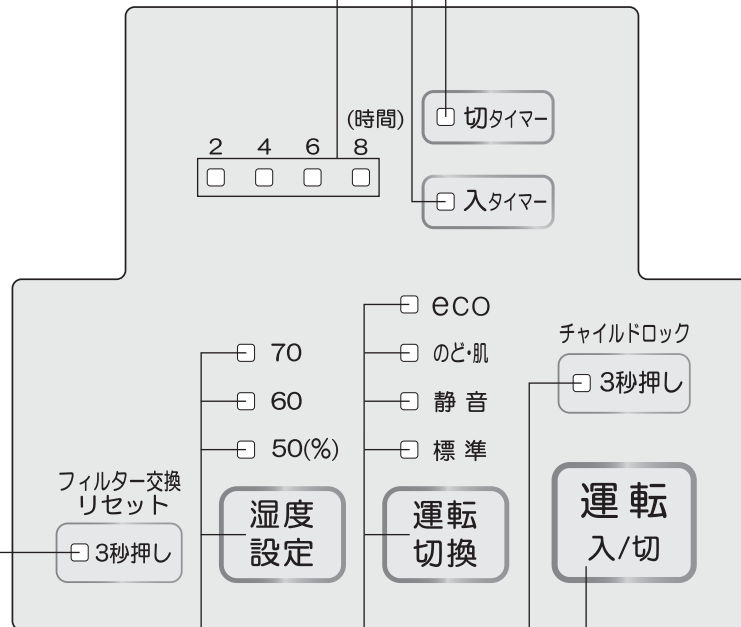 切タイマー
(時間)
2 4 6 8
入タイマー
eco
のど・肌
静音
標準
70
60
50(%)
チャイルドロック
3秒押し
フィルター交換
リセット
3秒押し
湿度
設定
運転
切換
運転
入/切